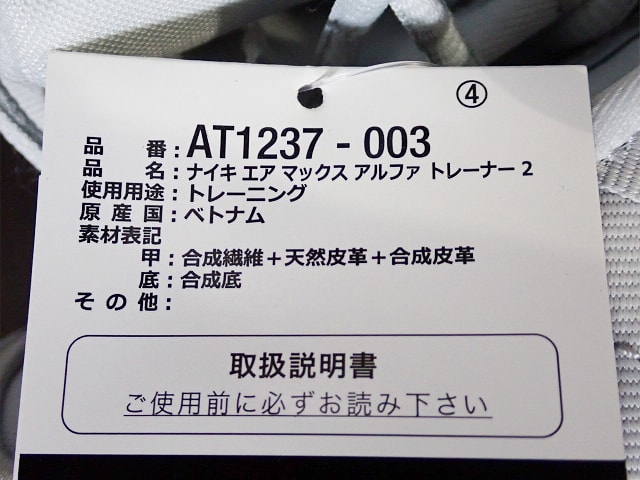 ④
品番：AT1237 - 003
品名：ナイキ エア マックス アルファ トレーナー 2
使用用途：トレーニング
原産国：ベトナム
素材表記
甲：合成繊維＋天然皮革＋合成皮革
底：合成底
その他：
取扱説明書
ご使用前に必ずお読み下さい